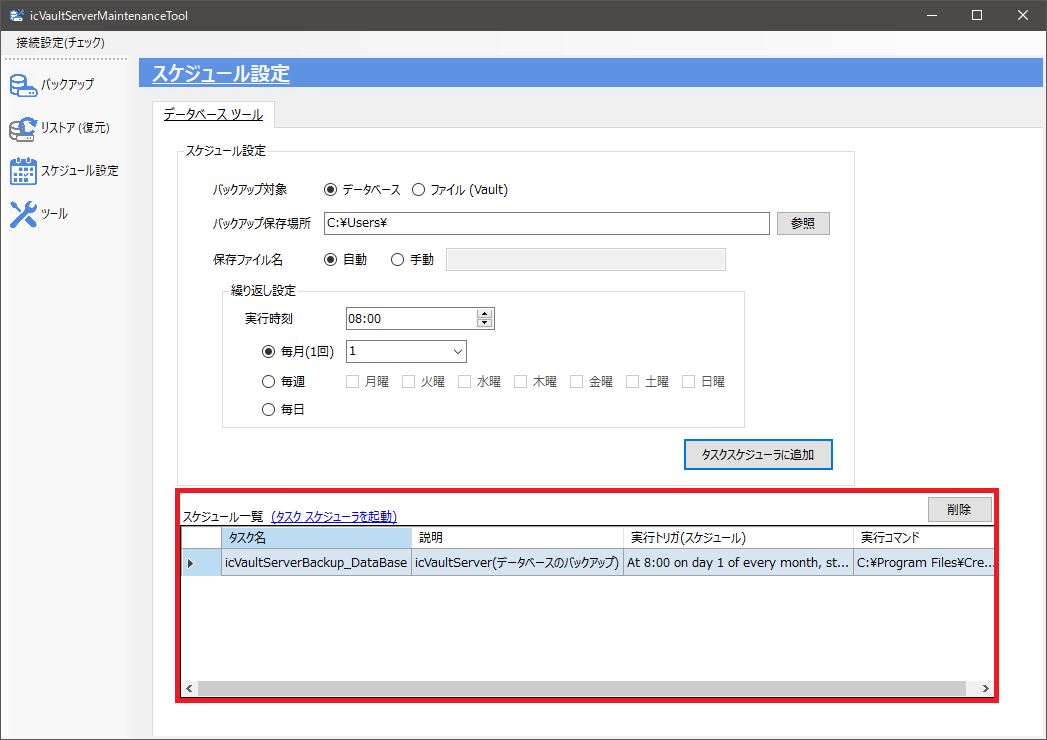 icVaultServerMaintenanceTool
接続設定(チェック)
バックアップ
リストア (復元)
スケジュール設定
ツール
スケジュール設定
データベース ツール
スケジュール設定
バックアップ対象 データベース ファイル (Vault)
バックアップ保存場所 C:¥Users¥ 参照
保存ファイル名 自動 手動
繰り返し設定
実行時刻 08:00
毎月(1回) 1
毎週 月曜 火曜 水曜 木曜 金曜 土曜 日曜
毎日
タスクスケジューラに追加
スケジュール一覧 (タスク スケジューラを起動) 削除
タスク名 説明 実行トリガ(スケジュール) 実行コマンド
icVaultServerBackup_DataBase icVaultServer(データベースのバックアップ) At 8:00 on day 1 of every month, st... C:¥Program Files¥Cre...